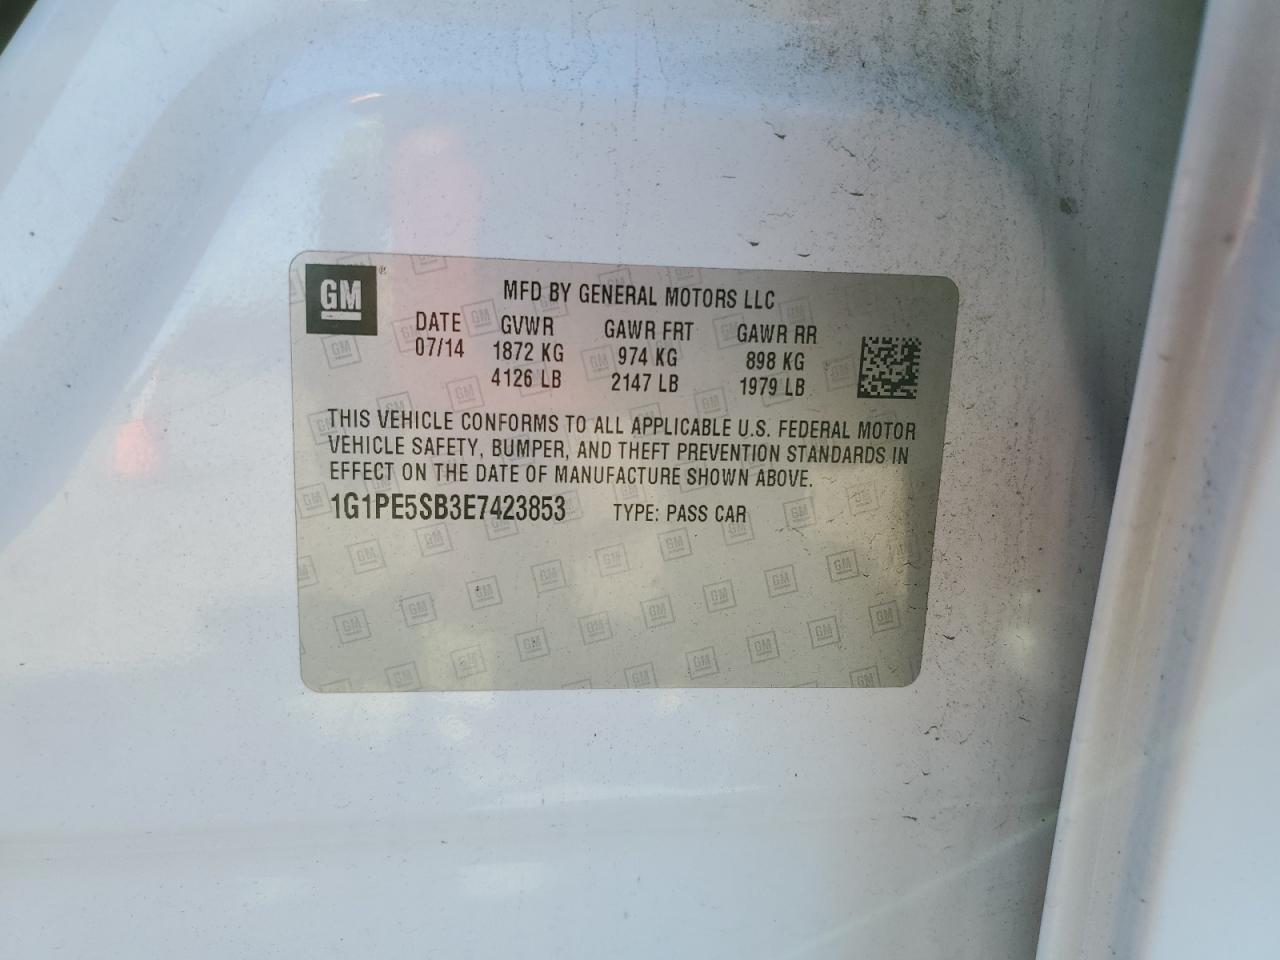 GM ®
MFD BY GENERAL MOTORS LLC
DATE GVWR GAWR FRT GAWR RR
07/14 1872 KG 974 KG 898 KG
4126 LB 2147 LB 1979 LB
THIS VEHICLE CONFORMS TO ALL APPLICABLE U.S. FEDERAL MOTOR
VEHICLE SAFETY, BUMPER, AND THEFT PREVENTION STANDARDS IN
EFFECT ON THE DATE OF MANUFACTURE SHOWN ABOVE.
1G1PE5SB3E7423853 TYPE: PASS CAR